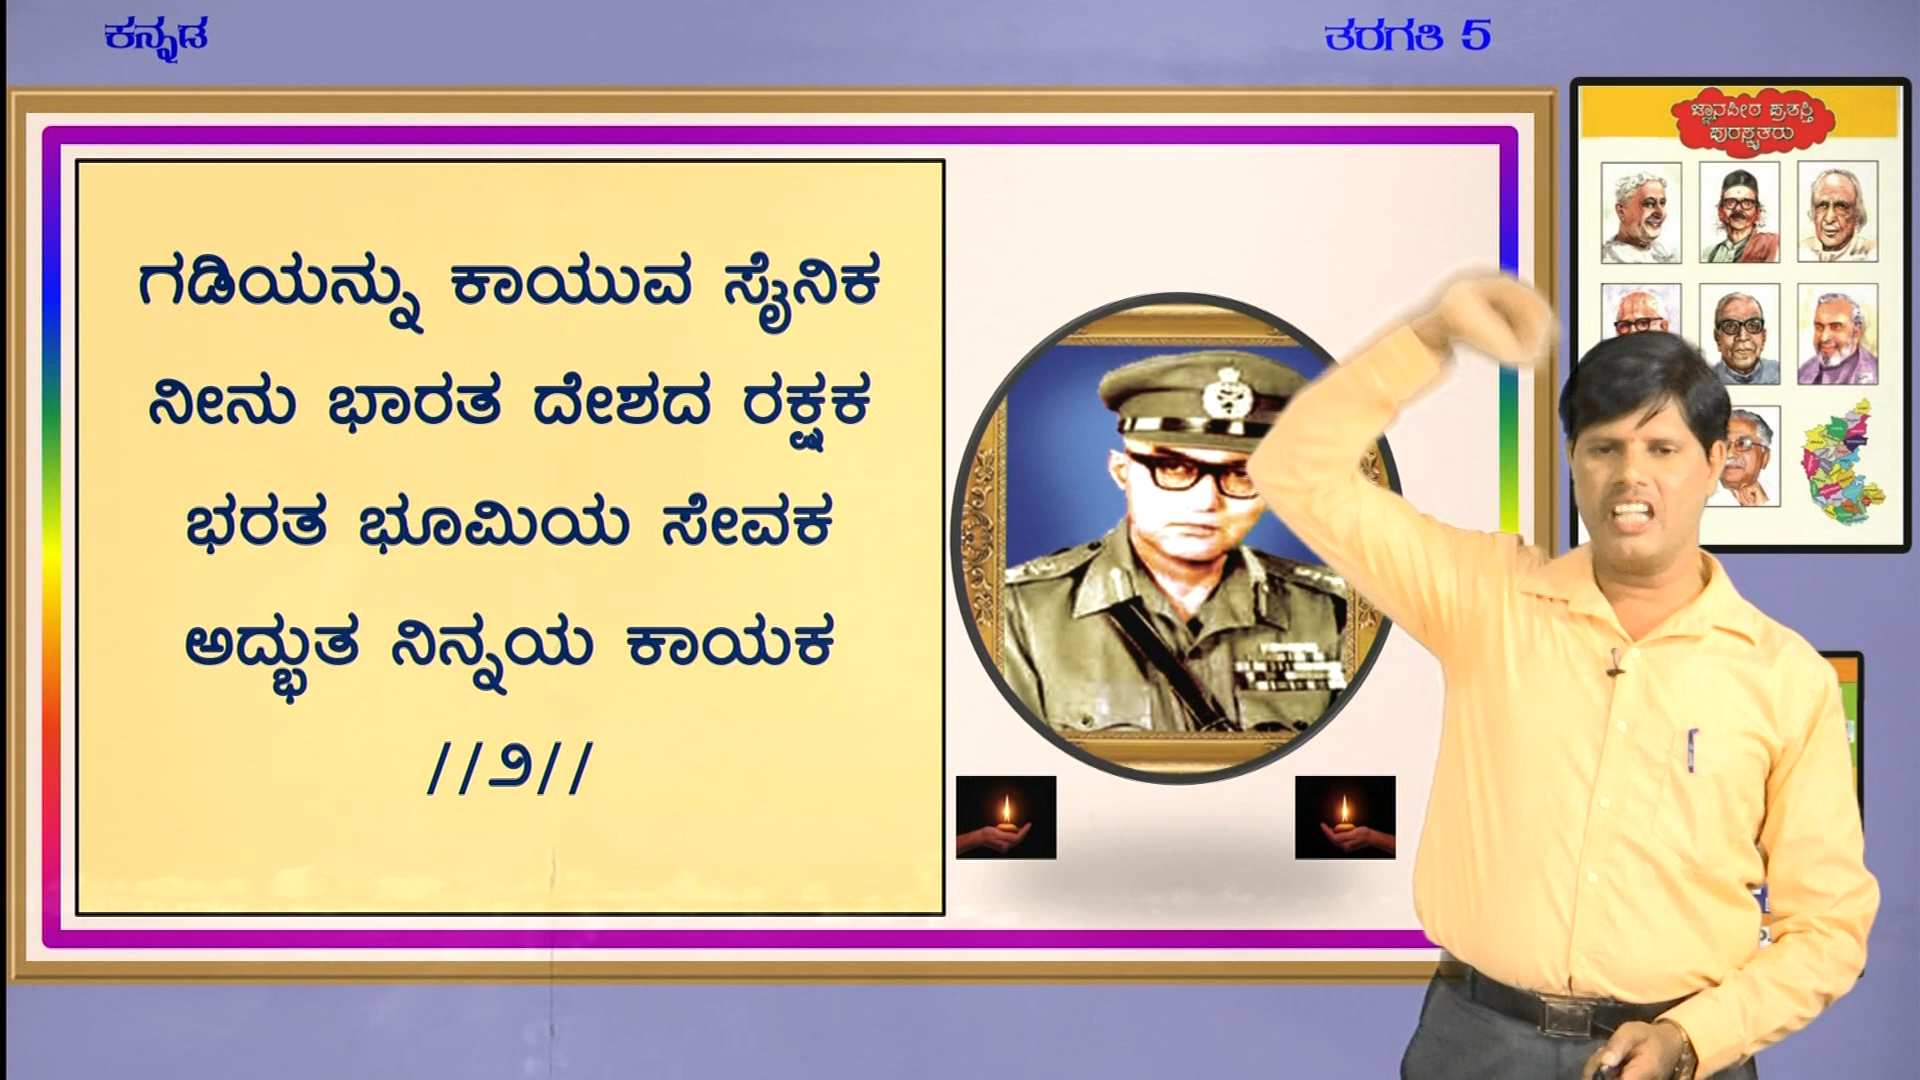 ಕನ್ನಡ
ತರಗತಿ 5
ಜ್ಞಾನಪೀಠ ಪ್ರಶಸ್ತಿ
ಪುರಸ್ಕೃತರು
ಗಡಿಯನ್ನು ಕಾಯುವ ಸೈನಿಕ
ನೀನು ಭಾರತ ದೇಶದ ರಕ್ಷಕ
ಭರತ ಭೂಮಿಯ ಸೇವಕ
ಅದ್ಭುತ ನಿನ್ನಯ ಕಾಯಕ
//೨//